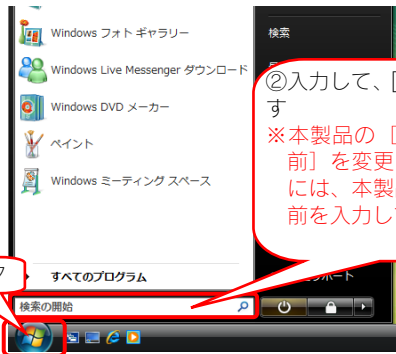 Windows フォト ギャラリー
検索
Windows Live Messenger ダウンロード
Windows DVD メーカー
②入力して、[
す
※本製品の［
前］を変更
には、本製
前を入力し
ペイント
Windows ミーティング スペース
すべてのプログラム
ポート
検索の開始